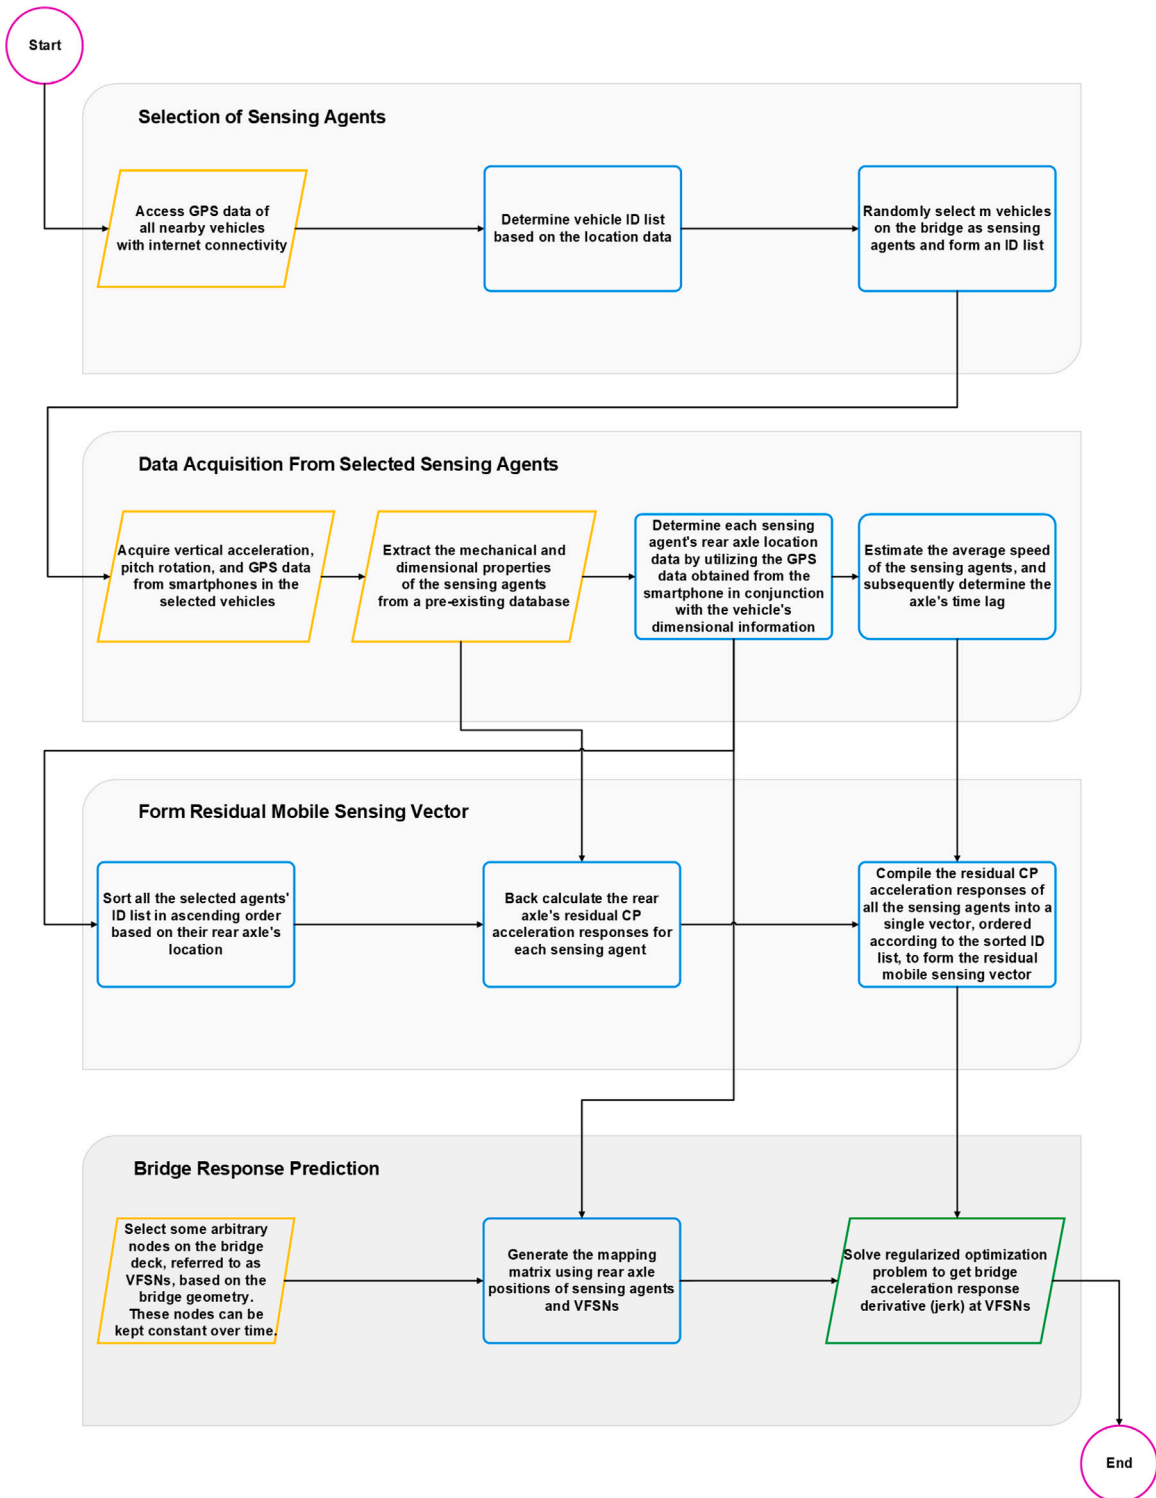 Start
Selection of Sensing Agents
Access GPS data of
all nearby vehicles
with internet connectivity
Determine vehicle ID list
based on the location data
Randomly select m vehicles
on the bridge as sensing
agents and form an ID list
Data Acquisition From Selected Sensing Agents
Acquire vertical acceleration,
pitch rotation, and GPS data
from smartphones in the
selected vehicles
Extract the mechanical and
dimensional properties
of the sensing agents
from a pre-existing database
Determine each sensing
agent's rear axle location
data by utilizing the GPS
data obtained from the
smartphone in conjunction
with the vehicle's
dimensional information
Estimate the average speed
of the sensing agents, and
subsequently determine the
axle's time lag
Form Residual Mobile Sensing Vector
Sort all the selected agents'
ID list in ascending order
based on their rear axle's
location
Back calculate the rear
axle's residual CP
acceleration responses for
each sensing agent
Compile the residual CP
acceleration responses of
all the sensing agents into a
single vector, ordered
according to the sorted ID
list, to form the residual
mobile sensing vector
Bridge Response Prediction
Select some arbitrary
nodes on the bridge
deck, referred to as
VFSNs, based on the
bridge geometry.
These nodes can be
kept constant over time.
Generate the mapping
matrix using rear axle
positions of sensing agents
and VFSNs
Solve regularized optimization
problem to get bridge
acceleration response
derivative (jerk) at VFSNs
End